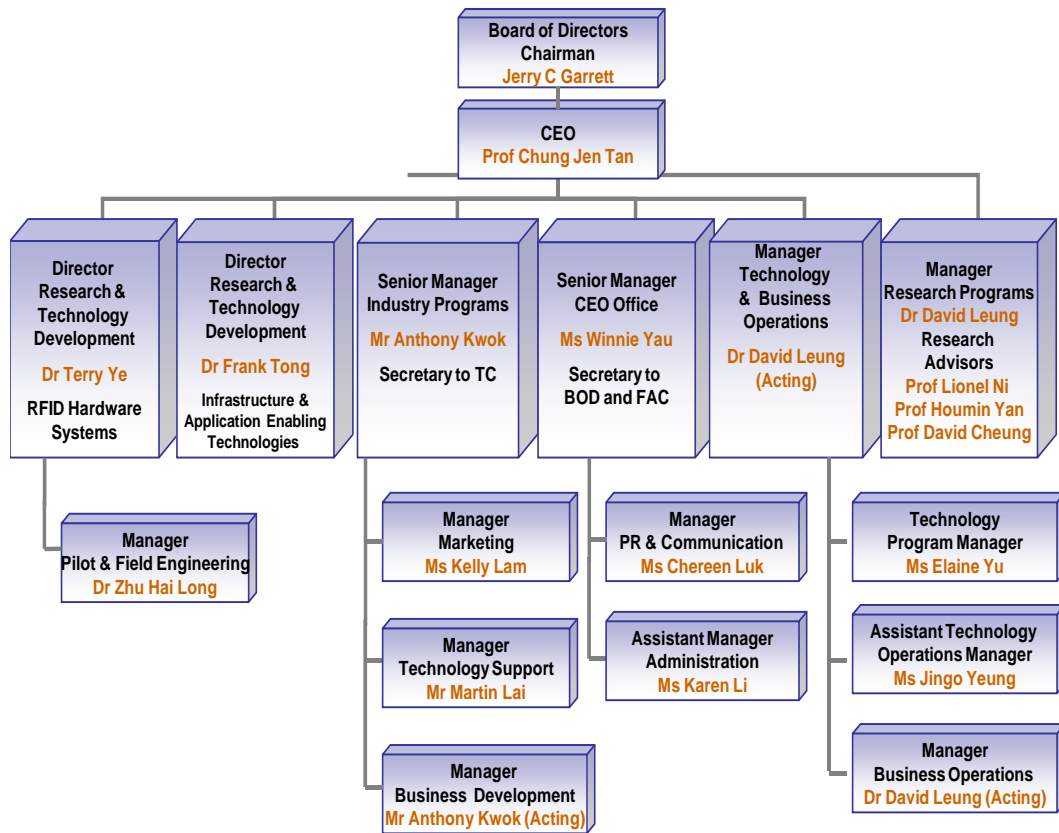 Board of Directors
Chairman
Jerry C Garrett
CEO
Prof Chung Jen Tan
Director
Research &
Technology
Development
Dr Terry Ye
RFID Hardware
Systems
Director
Research &
Technology
Development
Dr Frank Tong
Infrastructure &
Application Enabling
Technologies
Senior Manager
Industry Programs
Mr Anthony Kwok
Secretary to TC
Senior Manager
CEO Office
Ms Winnie Yau
Secretary to
BOD and FAC
Manager
Technology
& Business
Operations
Dr David Leung
(Acting)
Manager
Research Programs
Dr David Leung
Research
Advisors
Prof Lionel Ni
Prof Houmin Yan
Prof David Cheung
Manager
Pilot & Field Engineering
Dr Zhu Hai Long
Manager
Marketing
Ms Kelly Lam
Manager
Technology Support
Mr Martin Lai
Manager
Business Development
Mr Anthony Kwok (Acting)
Manager
PR & Communication
Ms Chereen Luk
Assistant Manager
Administration
Ms Karen Li
Technology
Program Manager
Ms Elaine Yu
Assistant Technology
Operations Manager
Ms Jingo Yeung
Manager
Business Operations
Dr David Leung (Acting)